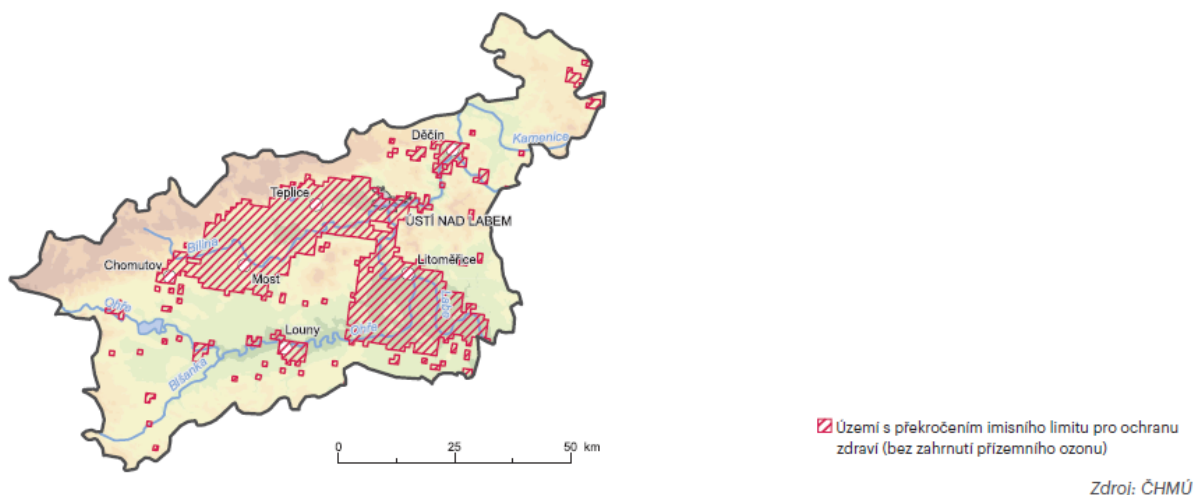 Kamenice
Děčín
Teplice
ÚSTÍ NAD LABEM
Bílina
Chomutov
Litoměřice
Most
Ohře
Labe
Louny
Ohře
Blšanka
0 25 50 km
Území s překročením imisního limitu pro ochranu
zdraví (bez zahrnutí přízemního ozonu)
Zdroj: ČHMÚ